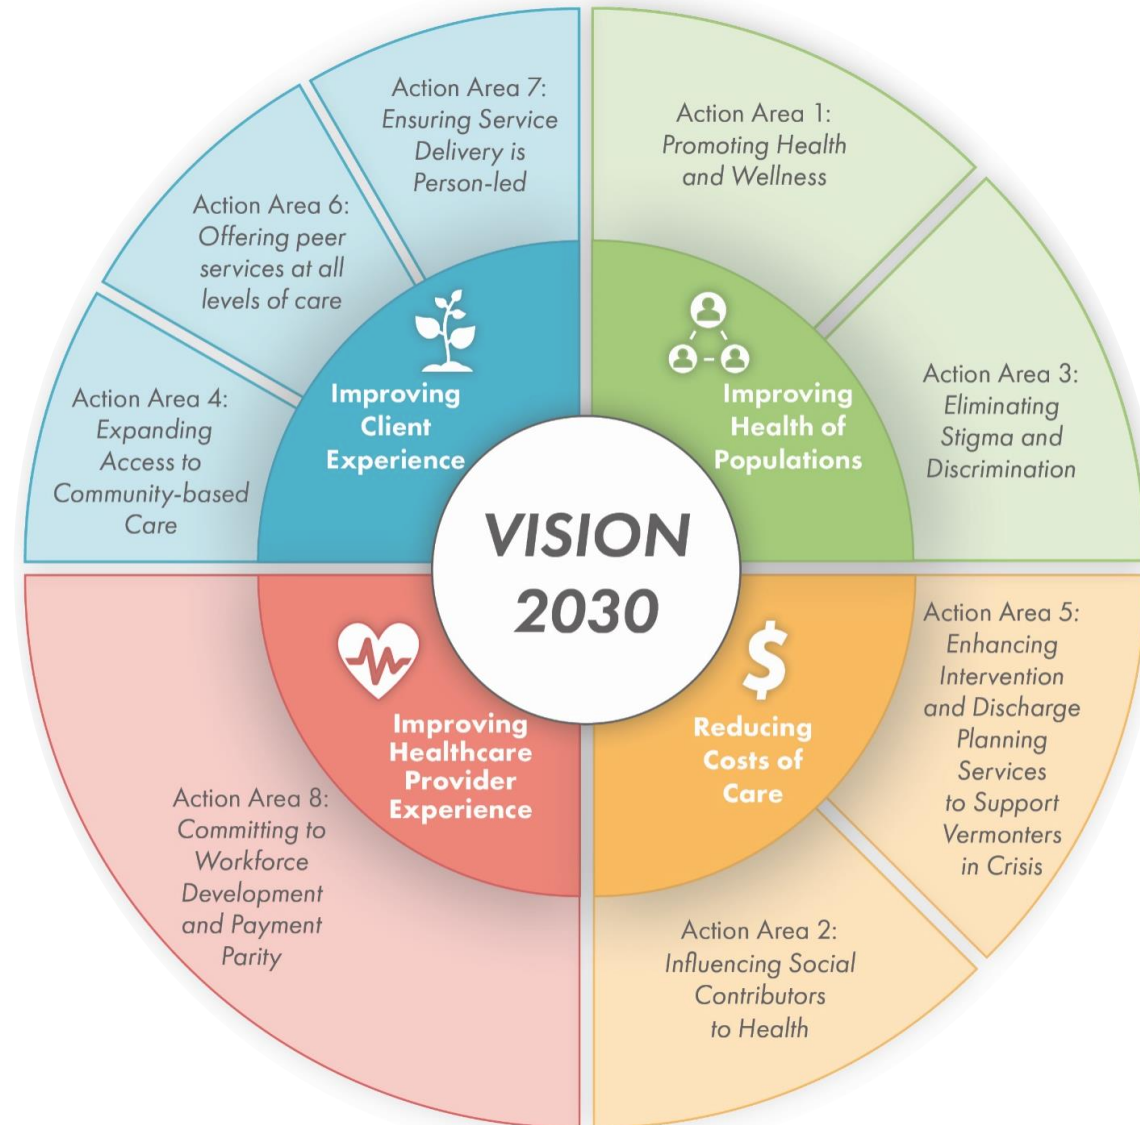 Action Area 7:
Ensuring Service
Delivery is
Person-led
Action Area 1:
Promoting Health
and Wellness
Action Area 6:
Offering peer
services at all
levels of care
Action Area 4:
Expanding
Access to
Community-based
Care
Improving
Client
Experience
Improving
Health of
Populations
Action Area 3:
Eliminating
Stigma and
Discrimination
VISION
2030
Improving
Healthcare
Provider
Experience
$
Reducing
Costs of
Care
Action Area 5:
Enhancing
Intervention
and Discharge
Planning
Services
to Support
Vermonters
in Crisis
Action Area 8:
Committing to
Workforce
Development
and Payment
Parity
Action Area 2:
Influencing Social
Contributors
to Health